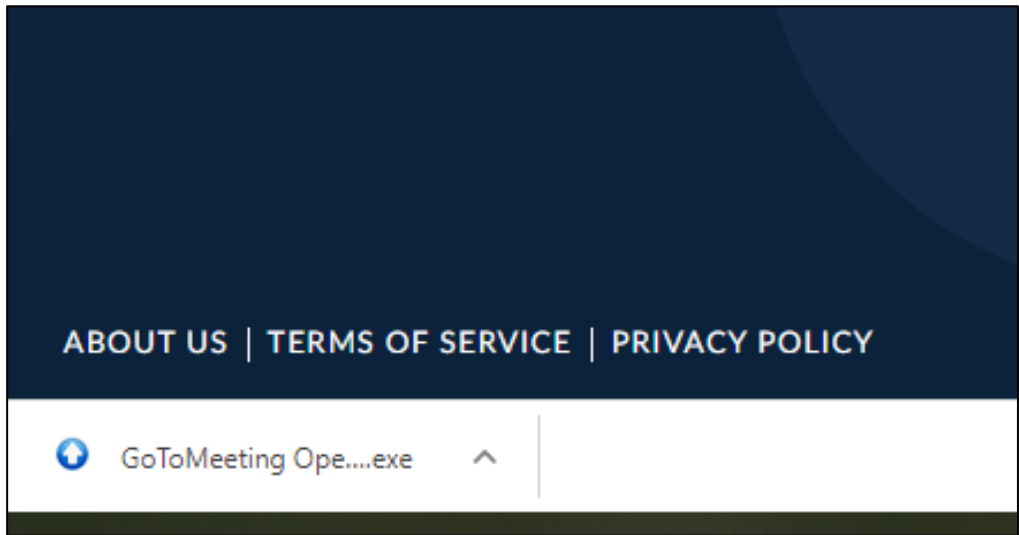 ABOUT US | TERMS OF SERVICE | PRIVACY POLICY
GoToMeeting Ope....exe